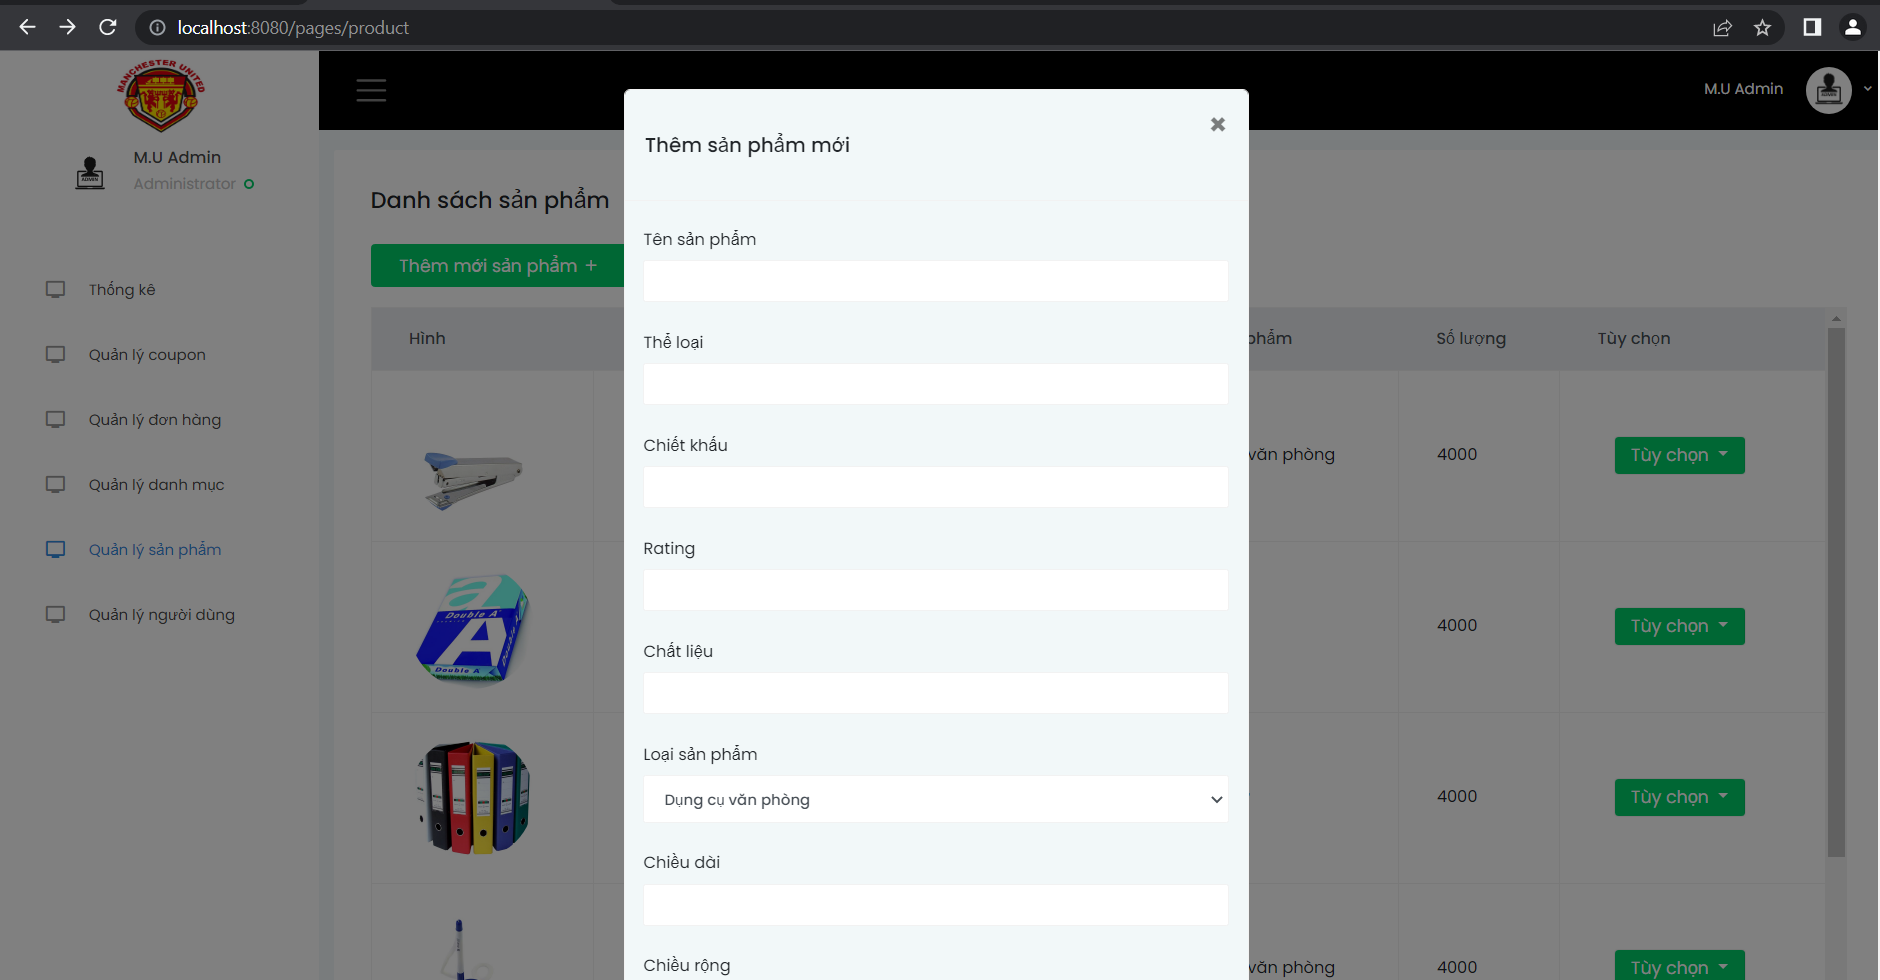 localhost:8080/pages/product
MANCHESTER UNITED
M.U Admin
Administrator
ADMIN
Thống kê
Quản lý coupon
Quản lý đơn hàng
Quản lý danh mục
Quản lý sản phẩm
Quản lý người dùng
M.U Admin
Danh sách sản phẩm
Thêm mới sản phẩm +
Hình
phẩm
Số lượng
Tùy chọn
văn phòng
4000
Tùy chọn
Double A
Double A
4000
Tùy chọn
4000
Tùy chọn
văn phòng
4000
Tùy chọn
Thêm sản phẩm mới
Tên sản phẩm
Thể loại
Chiết khấu
Rating
Chất liệu
Loại sản phẩm
Dụng cụ văn phòng
Chiều dài
Chiều rộng